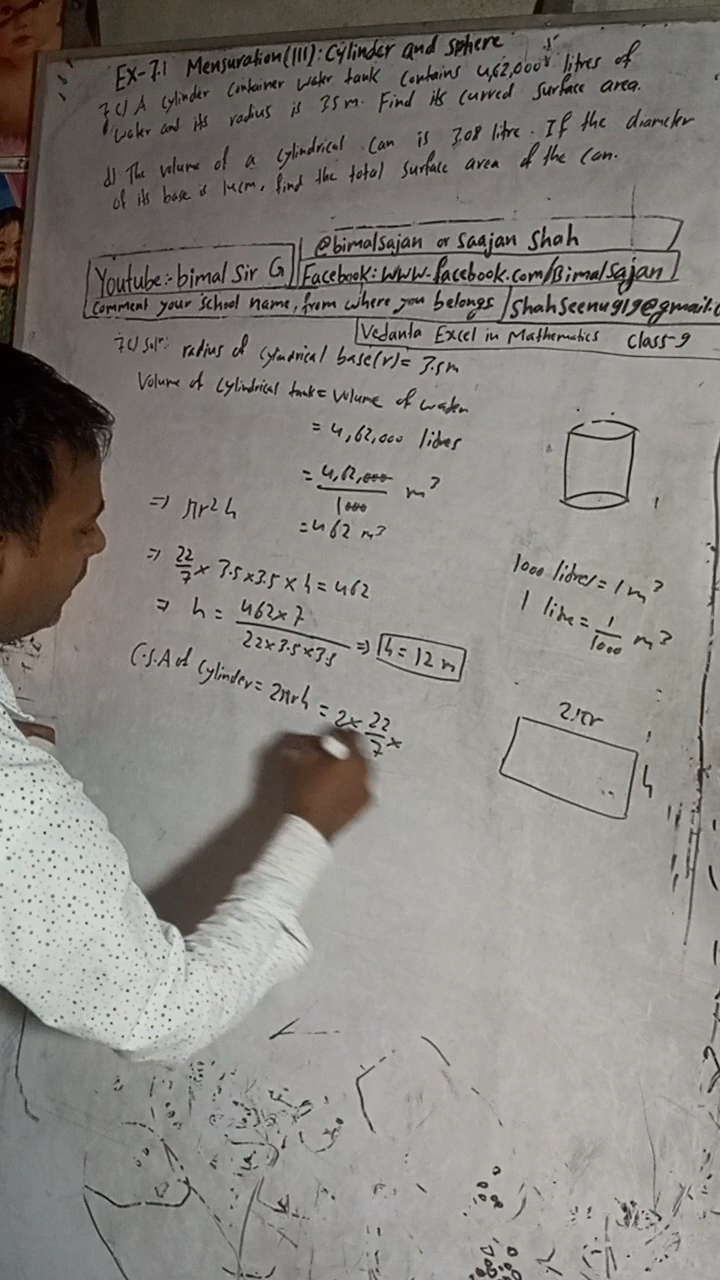 Ex-7.1 Mensuration(III): Cylinder and sphere
7 c) A cylinder container water tank contains 4,62,000 litres of
water and its radius is 3.5 m. Find its curved surface area.
d) The volume of a cylindrical can is 3.08 litre. If the diameter
of its base is 14cm, find the total surface area of the can.
@bimalsajan or Saajan Shah
Youtube:- bimal Sir G
Facebook: www.facebook.com/Bimalsajan
Comment your school name, from where you belongs / Shahseenu919@gmail.c
Vedanta Excel in Mathematics Class-9
7c) Solⁿ: radius of cylindrical base(r) = 3.5m
Volume of cylindrical tank = Volume of water
= 4,62,000 litres
= 4,62,000/1000 m³
⇒ πr²h = 462 m³
⇒ 22/7 × 3.5 × 3.5 × h = 462
⇒ h = 462×7/22×3.5×3.5 ⇒ h = 12 m
C.S.A of cylinder = 2πrh = 2× 22/7 ×
1000 litres = 1m³
1 litre = 1/1000 m³
2πr
h